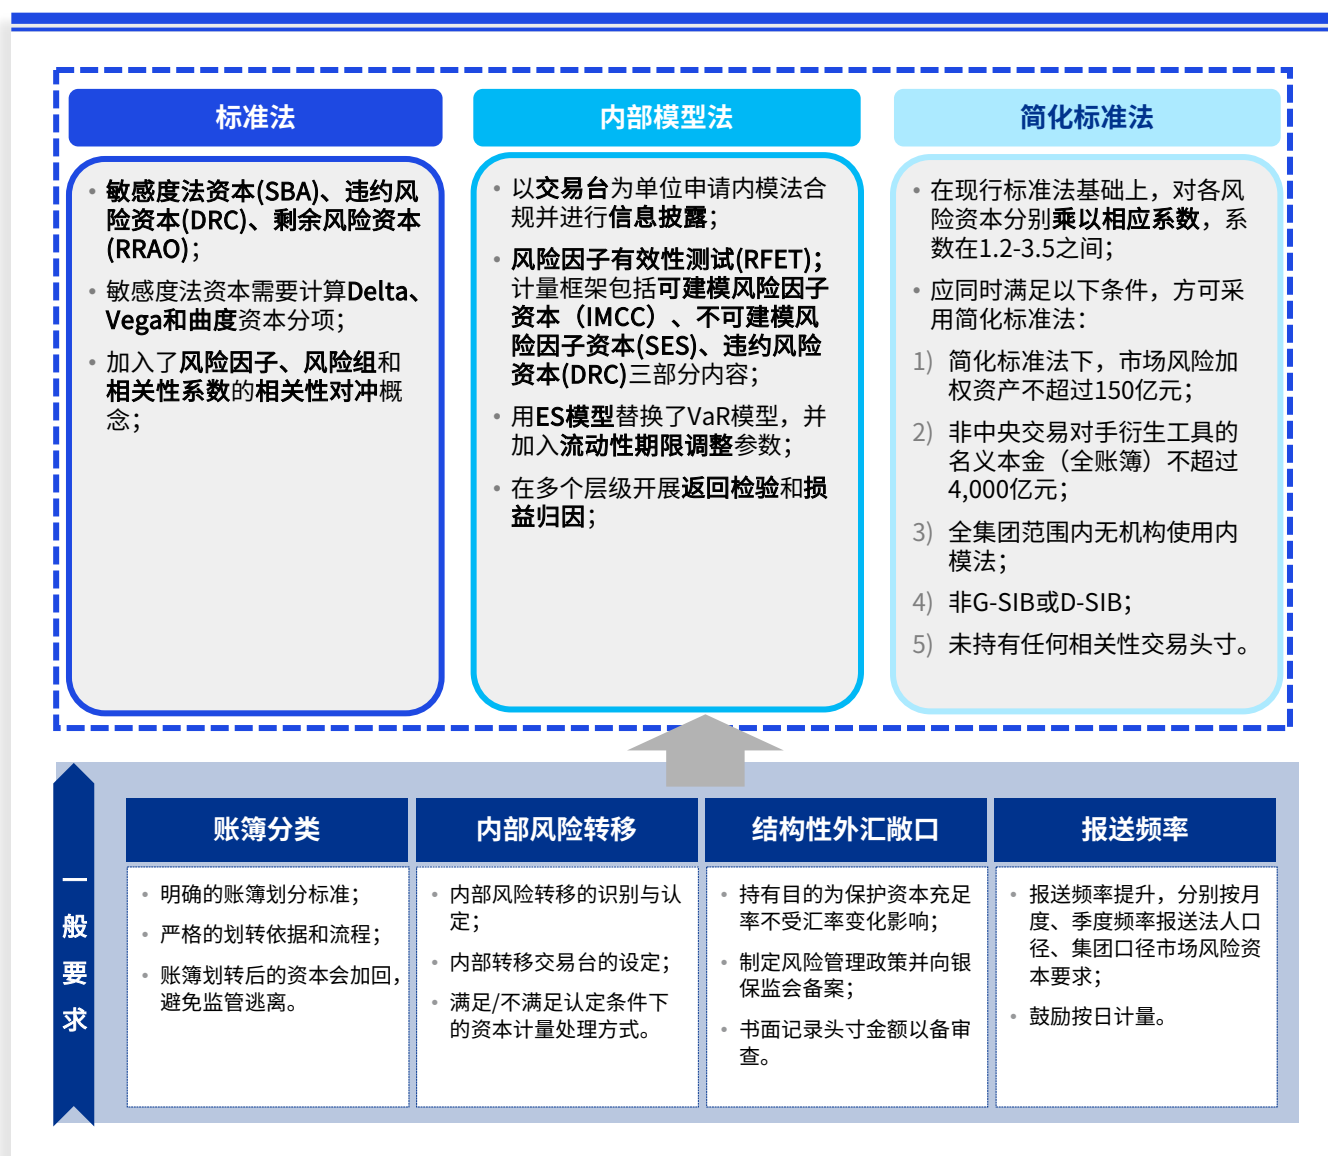 标准法
• 敏感度法资本(SBA)、违约风
险资本(DRC)、剩余风险资本
(RRAO)；
• 敏感度法资本需要计算Delta、
Vega和曲度资本分项；
• 加入了风险因子、风险组和
相关性系数的相关性对冲概
念；
内部模型法
• 以交易台为单位申请内模法合
规并进行信息披露；
• 风险因子有效性测试(RFET)；
计量框架包括可建模风险因子
资本（IMCC）、不可建模风
险因子资本(SES)、违约风险
资本(DRC)三部分内容；
• 用ES模型替换了VaR模型，并
加入流动性期限调整参数；
• 在多个层级开展返回检验和损
益归因；
简化标准法
• 在现行标准法基础上，对各风
险资本分别乘以相应系数，系
数在1.2-3.5之间；
• 应同时满足以下条件，方可采
用简化标准法：
1) 简化标准法下，市场风险加
权资产不超过150亿元；
2) 非中央交易对手衍生工具的
名义本金（全账簿）不超过
4,000亿元；
3) 全集团范围内无机构使用内
模法；
4) 非G-SIB或D-SIB；
5) 未持有任何相关性交易头寸。
一
般
要
求
账簿分类
• 明确的账簿划分标准；
• 严格的划转依据和流程；
• 账簿划转后的资本会加回，
避免监管逃离。
内部风险转移
• 内部风险转移的识别与认
定；
• 内部转移交易台的设定；
• 满足/不满足认定条件下
的资本计量处理方式。
结构性外汇敞口
• 持有目的为保护资本充足
率不受汇率变化影响；
• 制定风险管理政策并向银
保监会备案；
• 书面记录头寸金额以备审
查。
报送频率
• 报送频率提升，分别按月
度、季度频率报送法人口
径、集团口径市场风险资
本要求；
• 鼓励按日计量。